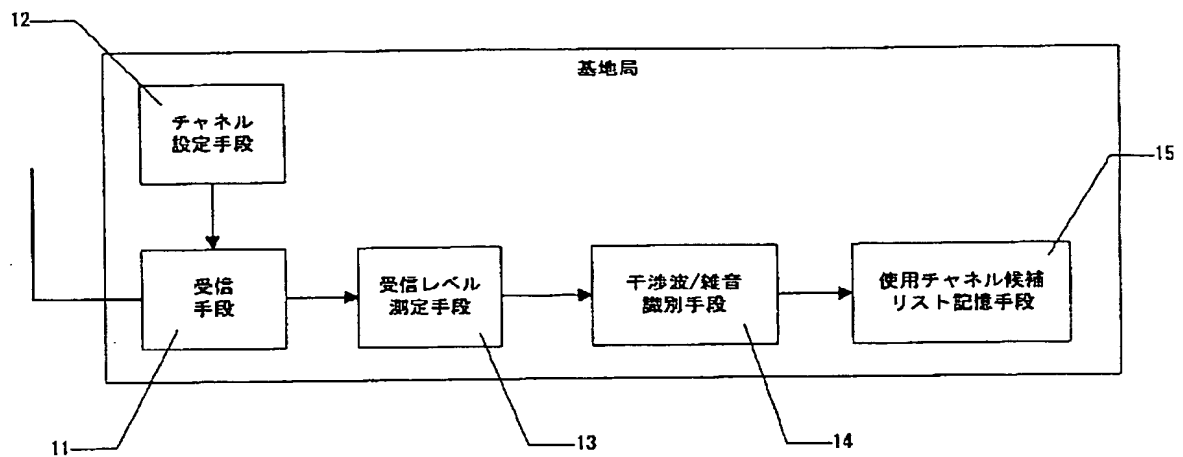 12
基地局
チャネル
設定手段
15
受信
手段
受信レベル
測定手段
干渉波/雑音
識別手段
使用チャネル候補
リスト記憶手段
11
13
14